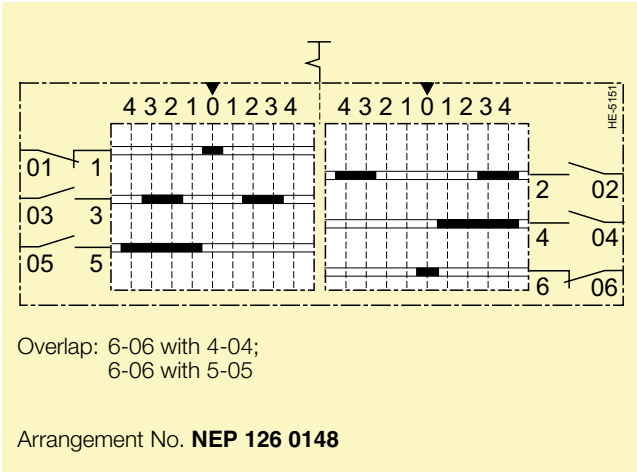 HE-5151
4 3 2 1 0 1 2 3 4 4 3 2 1 0 1 2 3 4
01 1
2 02
03 3
4 04
05 5
6 06
Overlap: 6-06 with 4-04;
6-06 with 5-05
Arrangement No. NEP 126 0148